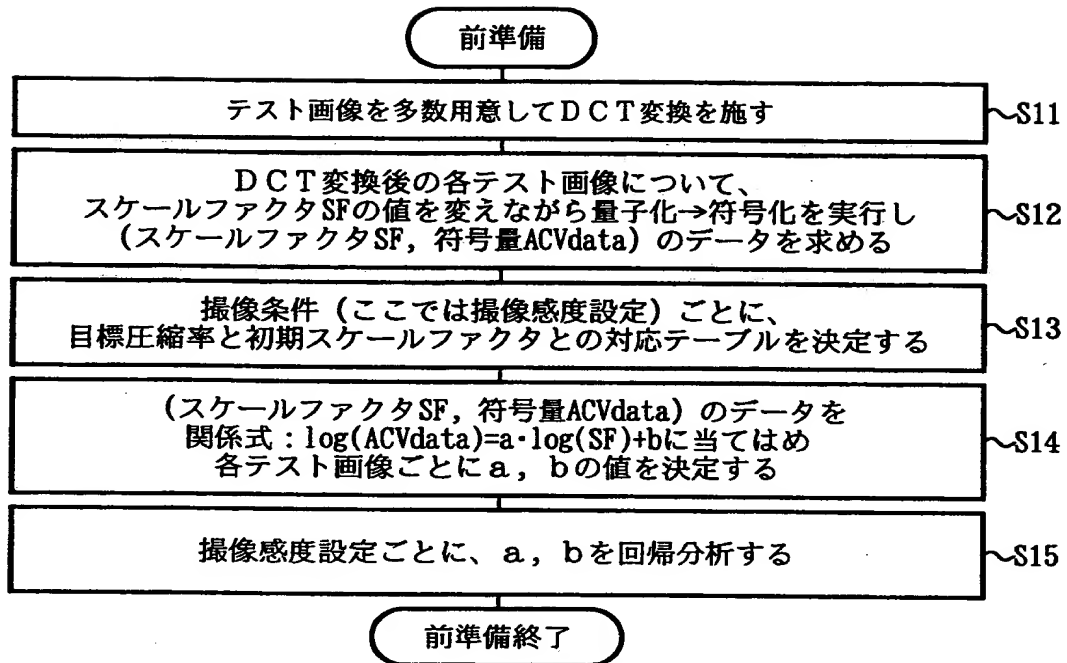 前準備
テスト画像を多数用意してDCT変換を施す
~S11
DCT変換後の各テスト画像について、
スケールファクタSFの値を変えながら量子化→符号化を実行し
(スケールファクタSF, 符号量ACVdata) のデータを求める
~S12
撮像条件 (ここでは撮像感度設定) ごとに、
目標圧縮率と初期スケールファクタとの対応テーブルを決定する
~S13
(スケールファクタSF, 符号量ACVdata) のデータを
関係式:log(ACVdata)=a・log(SF)+bに当てはめ
各テスト画像ごとにa, bの値を決定する
~S14
撮像感度設定ごとに、a, bを回帰分析する
~S15
前準備終了